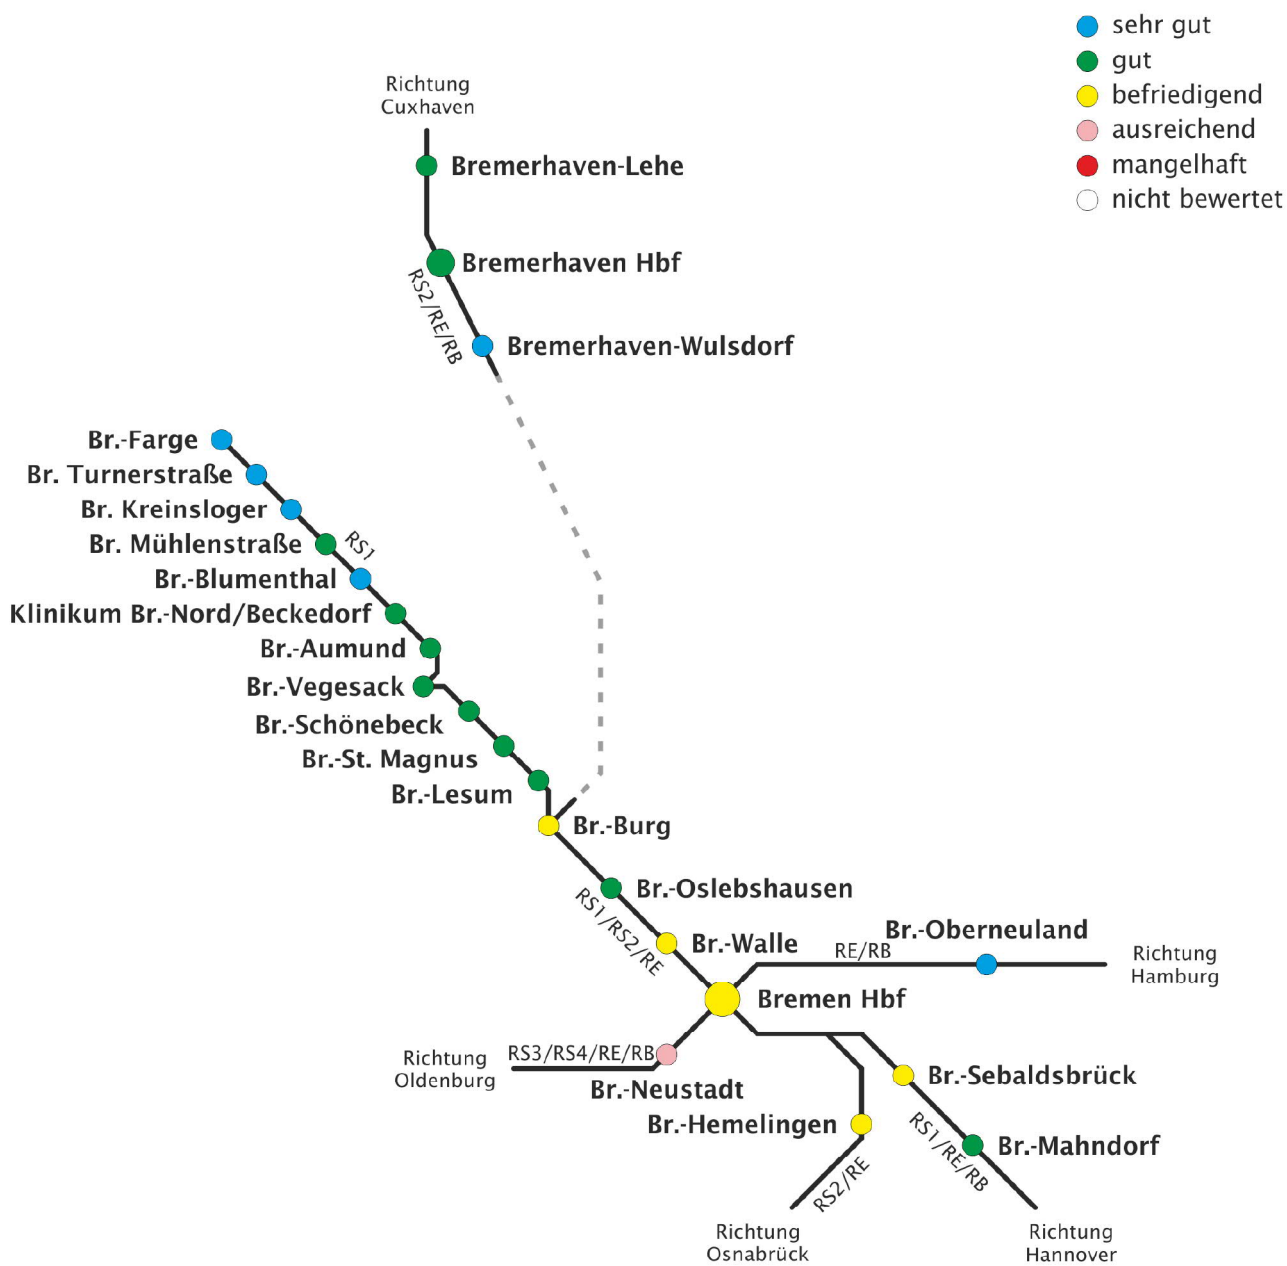 sehr gut
gut
befriedigend
ausreichend
mangelhaft
nicht bewertet
Richtung
Cuxhaven
Bremerhaven-Lehe
Bremerhaven Hbf
RS2/RE/RB
Bremerhaven-Wulsdorf
Br.-Farge
Br. Turnerstraße
Br. Kreinsloger
Br. Mühlenstraße
RS1
Br.-Blumenthal
Klinikum Br.-Nord/Beckedorf
Br.-Aumund
Br.-Vegesack
Br.-Schönebeck
Br.-St. Magnus
Br.-Lesum
Br.-Burg
Br.-Oslebshausen
RS1/RS2/RE
Br.-Walle
Br.-Oberneuland
RE/RB
Richtung
Hamburg
Bremen Hbf
RS3/RS4/RE/RB
Richtung
Oldenburg
Br.-Neustadt
Br.-Sebaldsbrück
Br.-Hemelingen
RS1/RE/RB
Br.-Mahndorf
RS2/RE
Richtung
Osnabrück
Richtung
Hannover